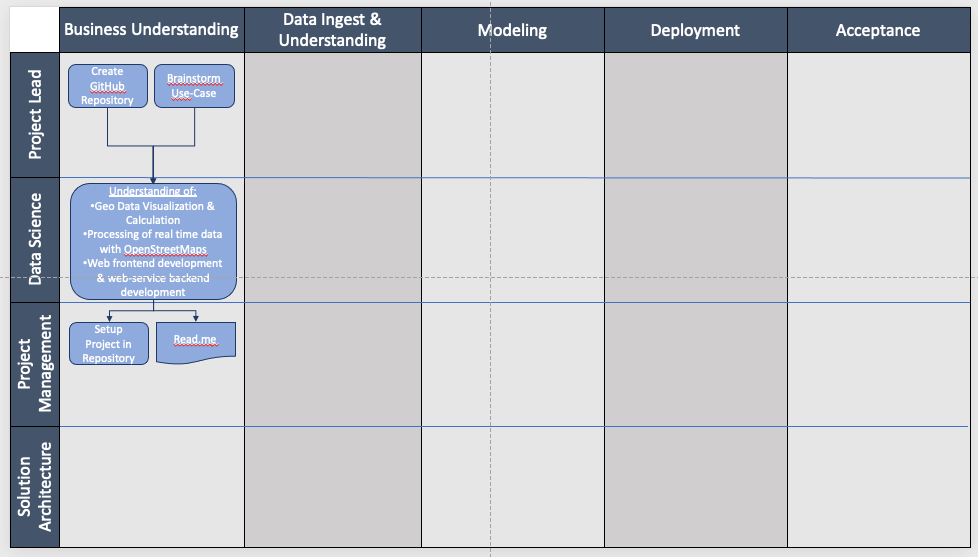 Business Understanding
Data Ingest &
Understanding
Modeling
Deployment
Acceptance
Project Lead
Create
GitHub
Repository
Brainstorm
Use-Case
Data Science
Understanding of:
•Geo Data Visualization &
Calculation
•Processing of real time data
with OpenStreetMaps
•Web frontend development
& web-service backend
development
Project
Management
Setup
Project in
Repository
Read.me
Solution
Architecture